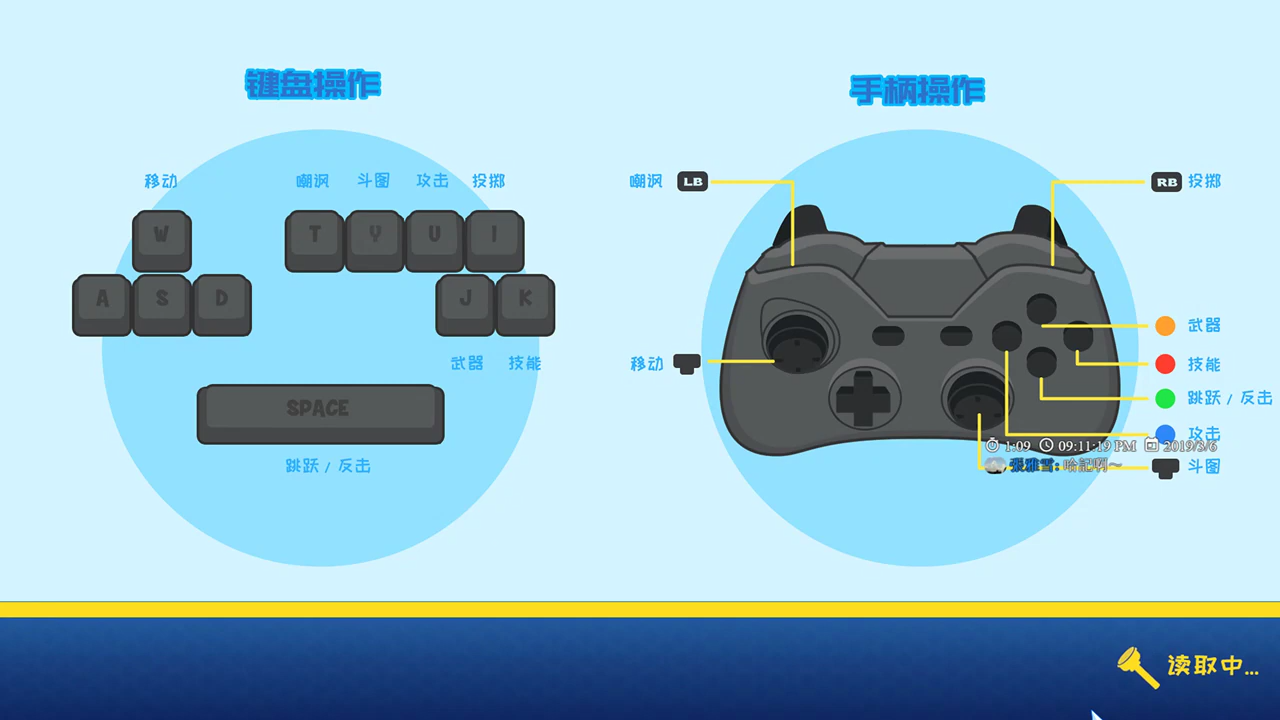 键盘操作
手柄操作
移动
嘲讽 斗图 攻击 投掷
W
T Y U I
A S D
J K
武器 技能
SPACE
跳跃 / 反击
嘲讽 LB
RB 投掷
移动
武器
技能
跳跃 / 反击
攻击
1:09 09:11:19 PM 2019/3/6
斗图
读取中...